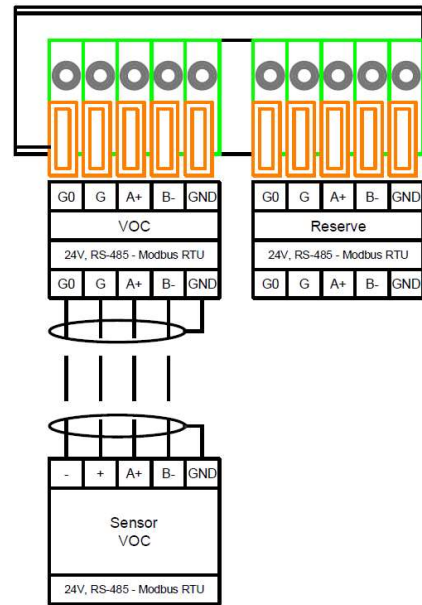 G0 G A+ B- GND
VOC
24V, RS-485 - Modbus RTU
G0 G A+ B- GND
G0 G A+ B- GND
Reserve
24V, RS-485 - Modbus RTU
G0 G A+ B- GND
- + A+ B- GND
Sensor
VOC
24V, RS-485 - Modbus RTU